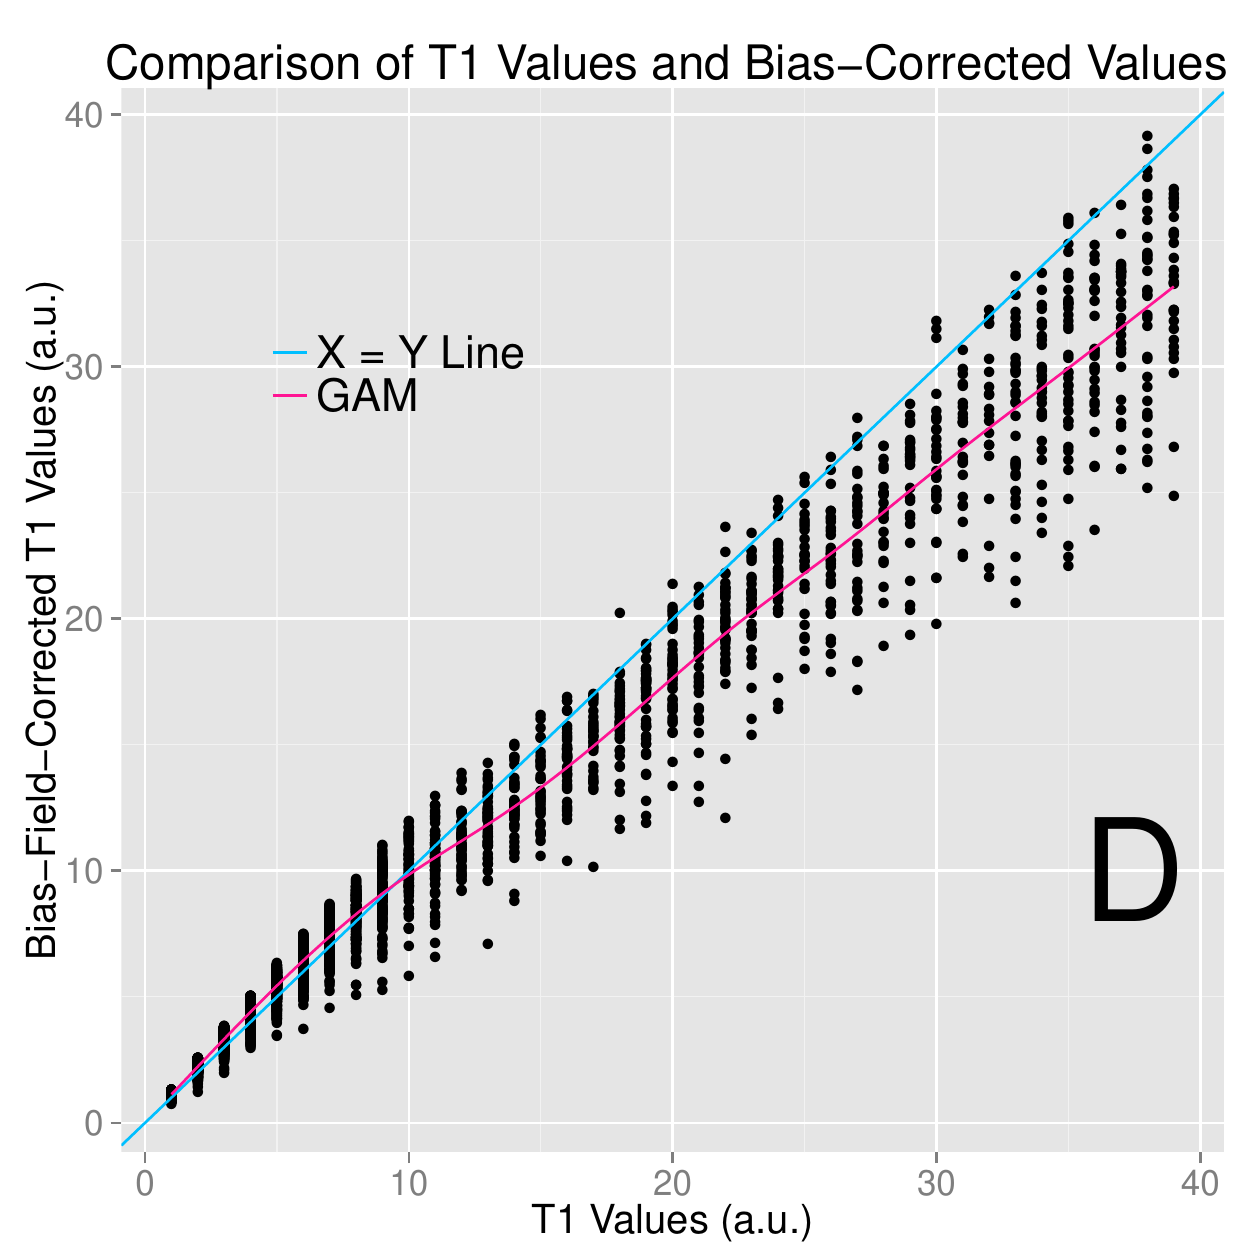 Comparison of T1 Values and Bias−Corrected Values
Bias−Field−Corrected T1 Values (a.u.)
40
30
20
10
0
X = Y Line
GAM
D
0 10 20 30 40
T1 Values (a.u.)